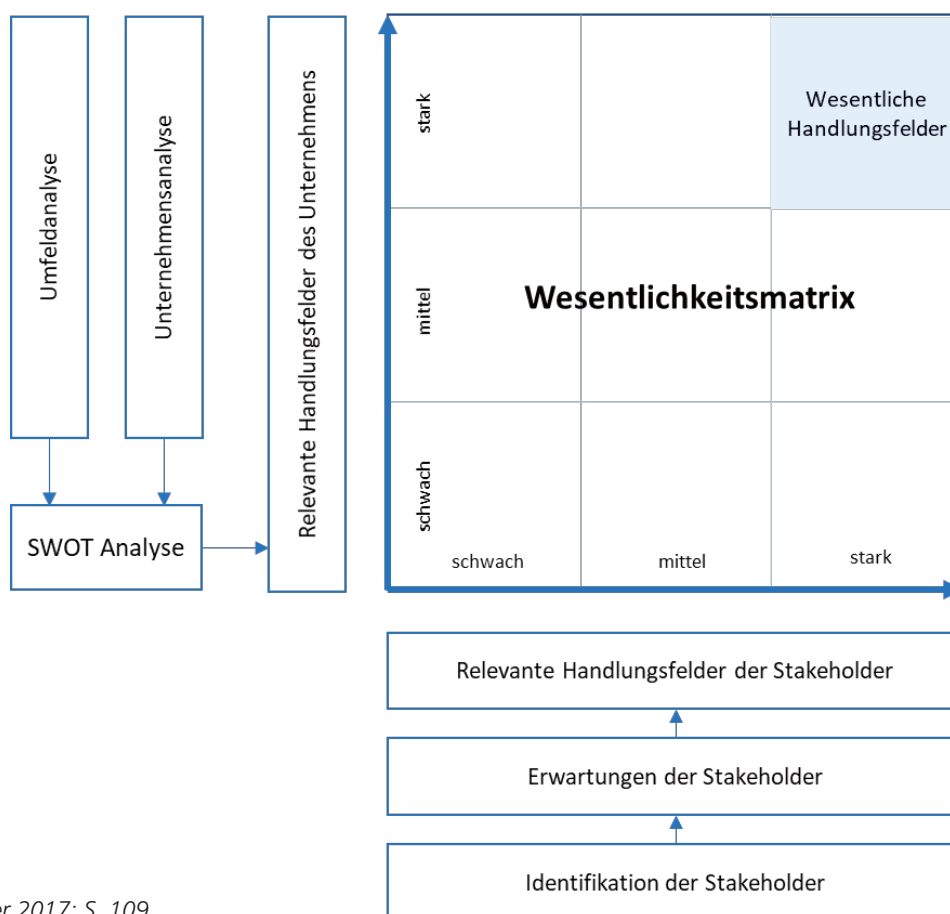 Umfeldanalyse
Unternehmensanalyse
SWOT Analyse
Relevante Handlungsfelder des Unternehmens
stark
mittel
schwach
Wesentliche
Handlungsfelder
Wesentlichkeitsmatrix
schwach
mittel
stark
Relevante Handlungsfelder der Stakeholder
Erwartungen der Stakeholder
Identifikation der Stakeholder
2017; S. 109